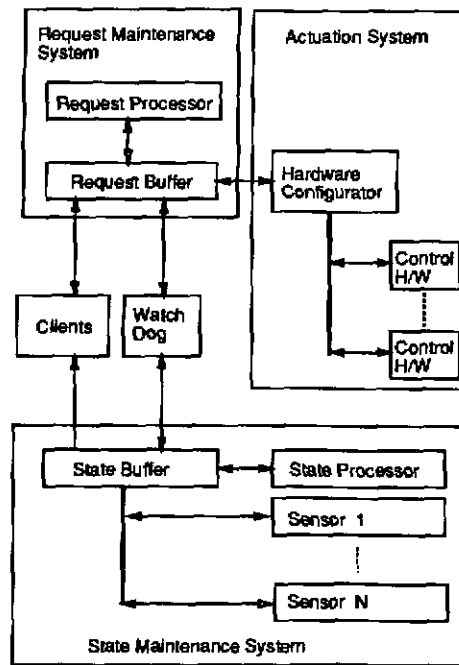 Request Maintenance
System
Request Processor
Request Buffer
Actuation System
Hardware
Configurator
Control
H/W
Control
H/W
Clients
Watch
Dog
State Buffer
State Processor
Sensor 1
Sensor N
State Maintenance System